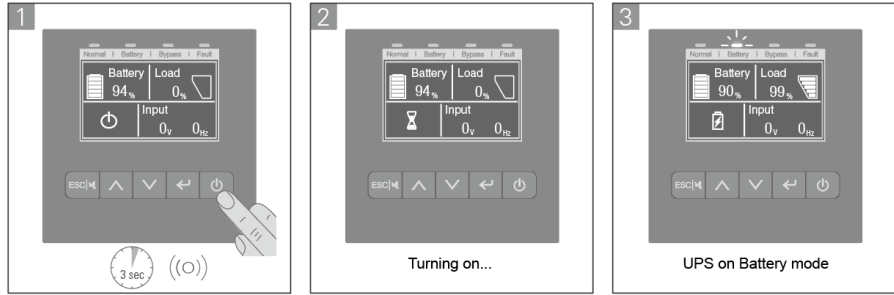 1
Normal I Battery I Bypass I Fault
Battery Load
94% 0%
Input
0V 0Hz
ESC
3 sec
2
Normal I Battery I Bypass I Fault
Battery Load
94% 0%
Input
0V 0Hz
ESC
Turning on...
3
Normal I Battery I Bypass I Fault
Battery Load
90% 99%
Input
0V 0Hz
ESC
UPS on Battery mode